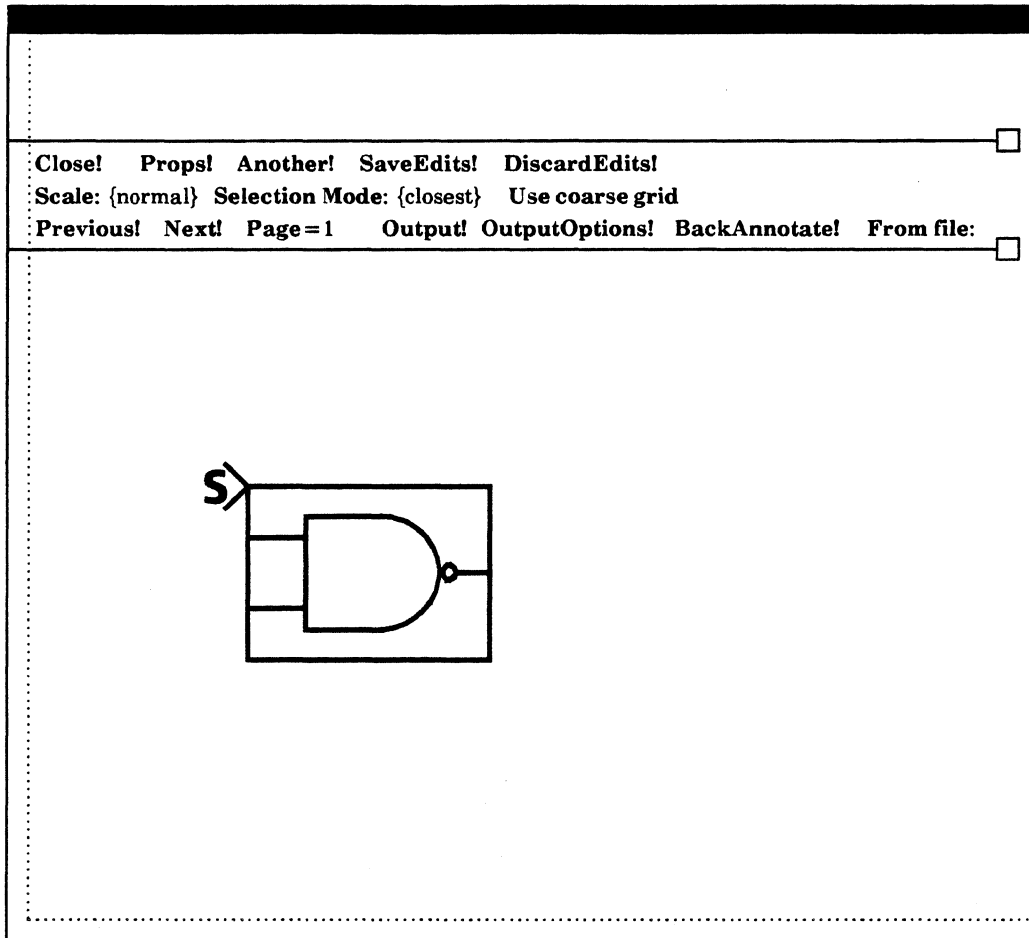 Close! Props! Another! SaveEdits! DiscardEdits!
Scale: {normal} Selection Mode: {closest} Use coarse grid
Previous! Next! Page=1 Output! OutputOptions! BackAnnotate! From file:
S